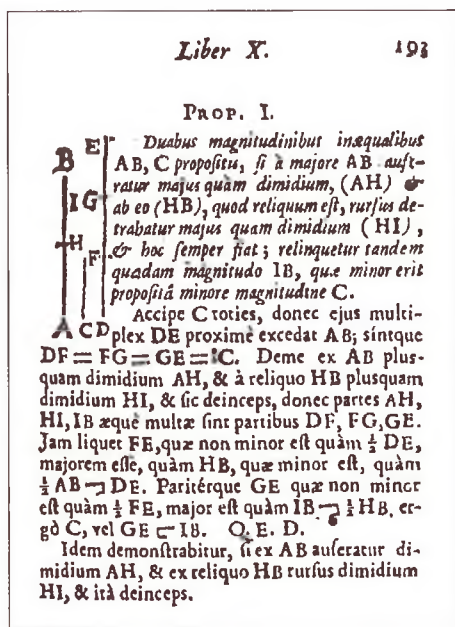 Liber X. 193
PROP. I.
Duabus magnitudinibus inæqualibus
AB, C propositis, si à majore AB aufe-
ratur majus quàm dimidium, (AH) &
ab eo (HB), quod reliquum est, rursus de-
trahatur majus quam dimidium (HI),
& hoc semper fiat; relinquetur tandem
quædam magnitudo IB, quæ minor erit
propositâ minore magnitudine C.
B E
I G
H
F
A C D
Accipe C toties, donec ejus multi-
plex DE proximè excedat AB; síntque
DF = FG = GE = C. Deme ex AB plus-
quam dimidium AH, & à reliquo HB plusquam
dimidium HI, & sic deinceps, donec partes AH,
HI, IB æquè multæ sint partibus DF, FG, GE.
Jam liquet FE, quæ non minor est quàm ½ DE,
majorem esse, quàm HB, quæ minor est, quàm
½ AB ⊐ DE. Paritérque GE quæ non minor
est quàm ½ FE, major est quàm IB ⊐ ½ HB. er-
gò C, vel GE ⊏ IB. Q. E. D.
Idem demonstrabitur, si ex AB auferatur di-
midium AH, & ex reliquo HB rursus dimidium
HI, & ità deinceps.